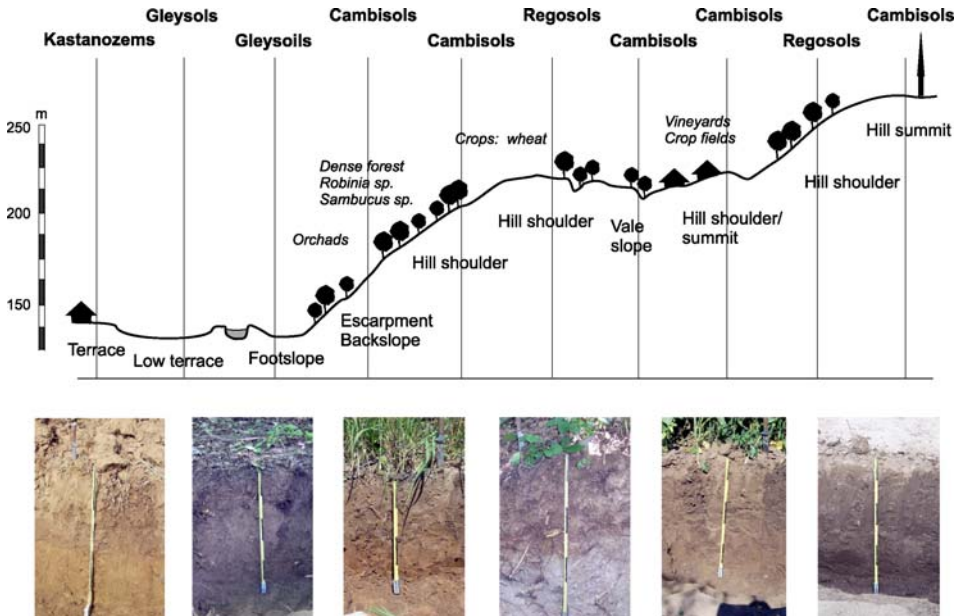 Gleysols
Cambisols
Regosols
Cambisols
Cambisols
Kastanozems
Gleysoils
Cambisols
Cambisols
Regosols
m
250
200
150
Dense forest
Robinia sp.
Sambucus sp.
Orchads
Crops: wheat
Vineyards
Crop fields
Terrace
Low terrace
Footslope
Escarpment
Backslope
Hill shoulder
Hill shoulder
Vale
slope
Hill shoulder/
summit
Hill shoulder
Hill summit